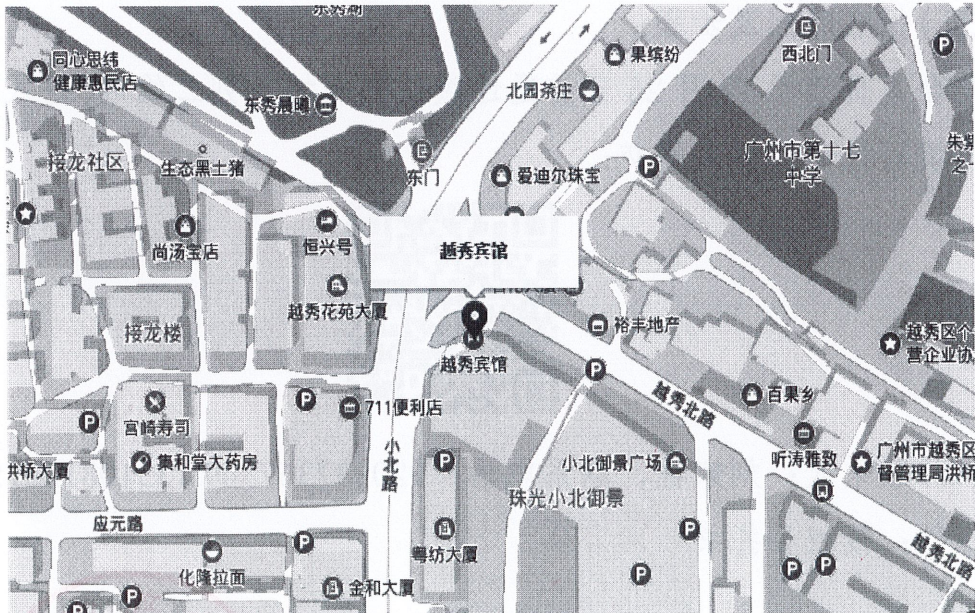 东秀湖
同心思纬
健康惠民店
果缤纷
西北门
P
北园茶庄
东秀晨曦
接龙社区
生态黑土猪
东门
爱迪尔珠宝
P
广州市第十七
中学
朱紫
尚汤宝店
恒兴号
越秀宾馆
越秀花苑大厦
接龙楼
裕丰地产
越秀区个
营企业协
越秀宾馆
P
越秀北路
百果乡
P
宫崎寿司
P
711便利店
小北路
洪桥大厦
集和堂大药房
P
小北御景广场
听涛雅致
广州市越秀区
督管理局洪桥
珠光小北御景
应元路
P
粤纺大厦
P
越秀北路
化隆拉面
金和大厦
P
P
P
P
P